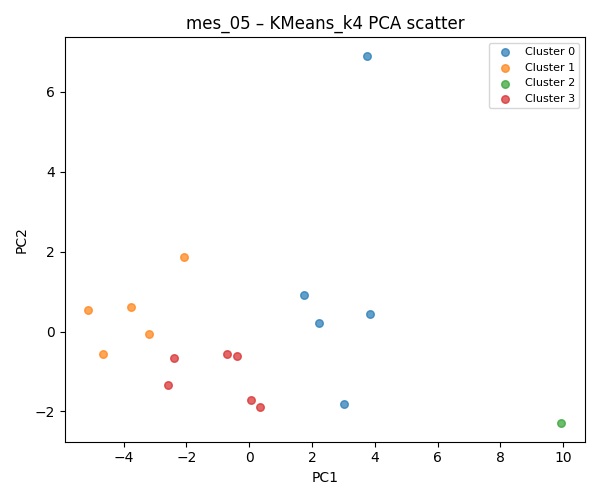 mes_05 – KMeans_k4 PCA scatter
Cluster 0
Cluster 1
Cluster 2
Cluster 3
PC2
6
4
2
0
−2
−4 −2 0 2 4 6 8 10
PC1